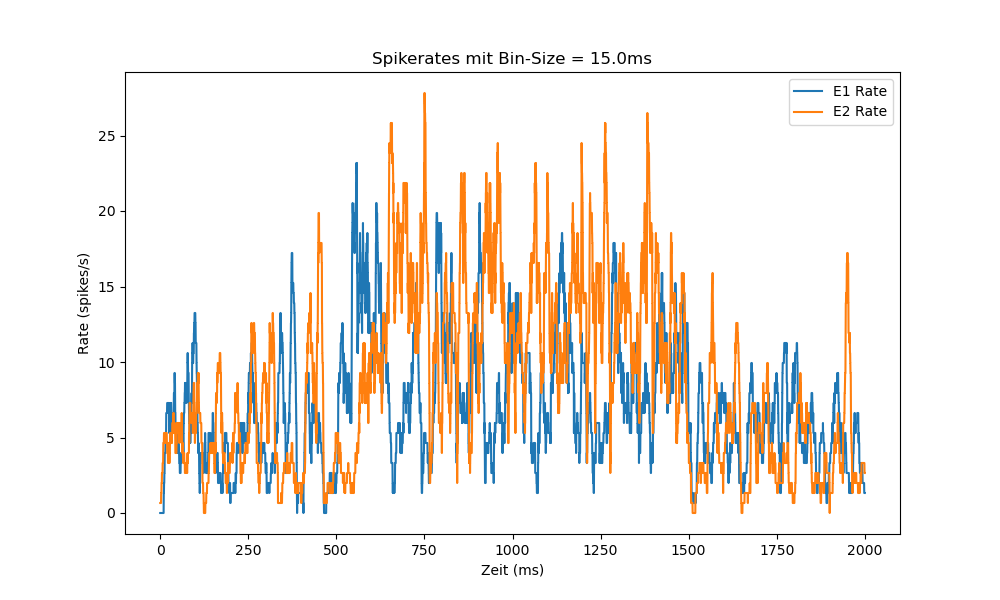 Spikerates mit Bin-Size = 15.0ms
E1 Rate
E2 Rate
Rate (spikes/s)
25
20
15
10
5
0
0 250 500 750 1000 1250 1500 1750 2000
Zeit (ms)